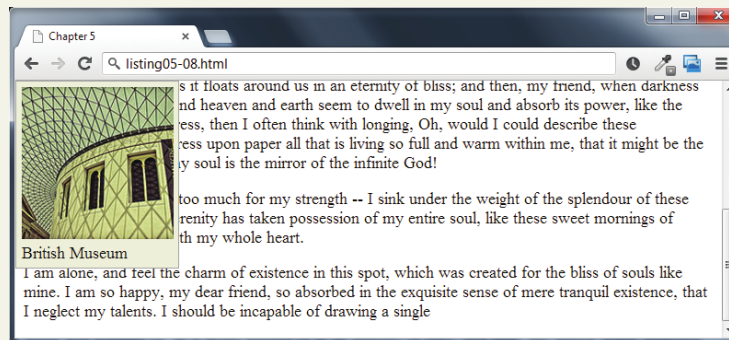 Chapter 5
listing05-08.html
s it floats around us in an eternity of bliss; and then, my friend, when darkness
nd heaven and earth seem to dwell in my soul and absorb its power, like the
ress, then I often think with longing, Oh, would I could describe these
ress upon paper all that is living so full and warm within me, that it might be the
y soul is the mirror of the infinite God!
too much for my strength -- I sink under the weight of the splendour of these
renity has taken possession of my entire soul, like these sweet mornings of
th my whole heart.
British Museum
I am alone, and feel the charm of existence in this spot, which was created for the bliss of souls like
mine. I am so happy, my dear friend, so absorbed in the exquisite sense of mere tranquil existence, that
I neglect my talents. I should be incapable of drawing a single